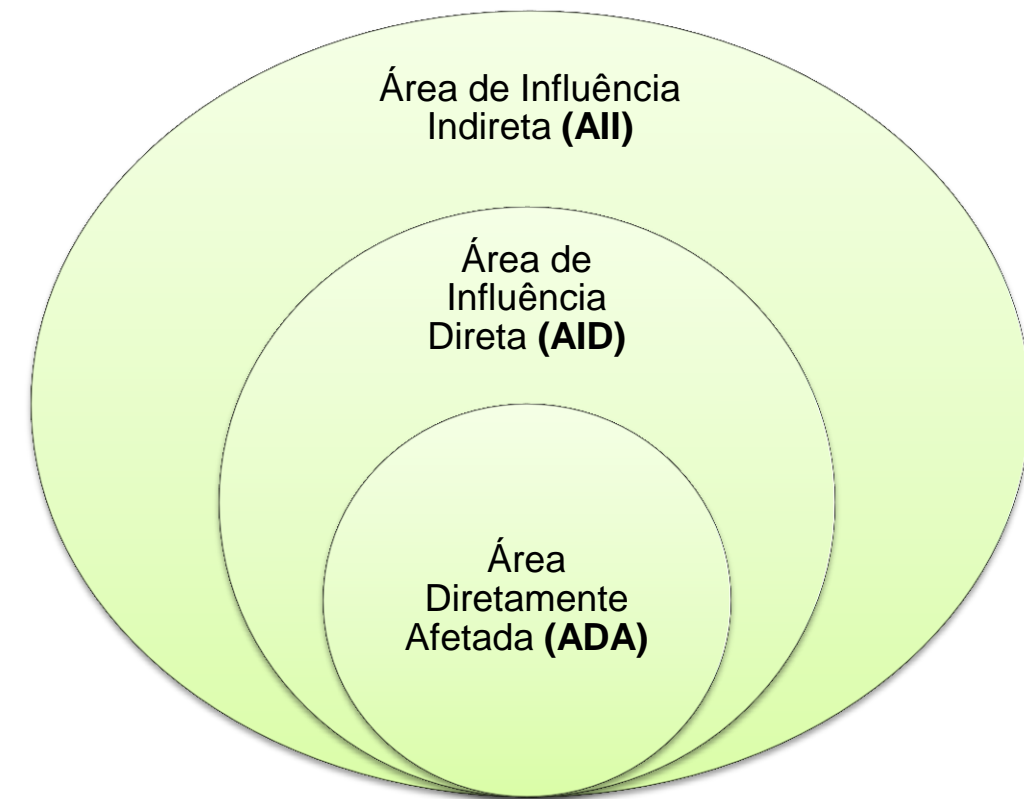 Área de Influência
Indireta (AII)
Área de
Influência
Direta (AID)
Área
Diretamente
Afetada (ADA)